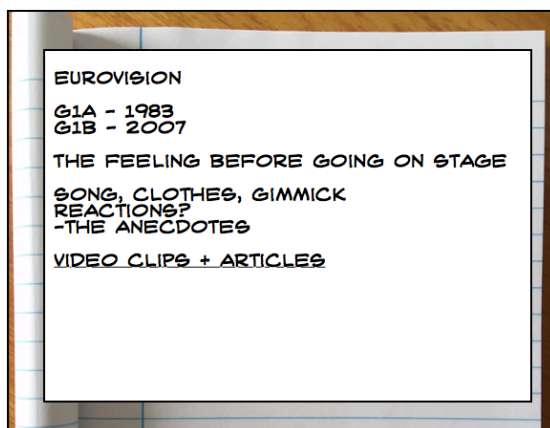 EUROVISION
G1A - 1983
G1B - 2007
THE FEELING BEFORE GOING ON STAGE
SONG, CLOTHES, GIMMICK
REACTIONS?
-THE ANECDOTES
VIDEO CLIPS + ARTICLES